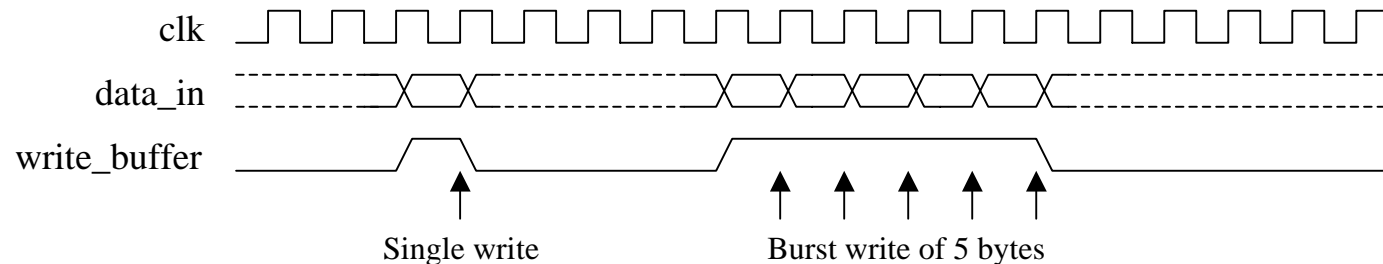 clk
data_in
write_buffer
Single write
Burst write of 5 bytes